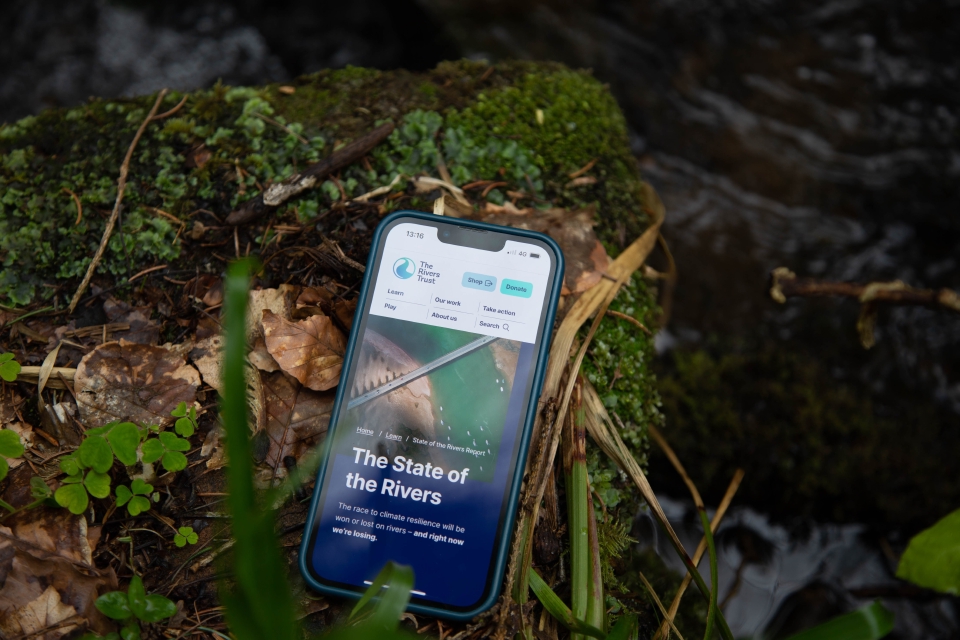 13:16
4G
The
Rivers
Trust
Shop
Donate
Learn
Our work
Take action
Play
About us
Search
Home / Learn / State of the Rivers Report
The State of
the Rivers
The race to climate resilience will be
won or lost on rivers – and right now
we're losing.